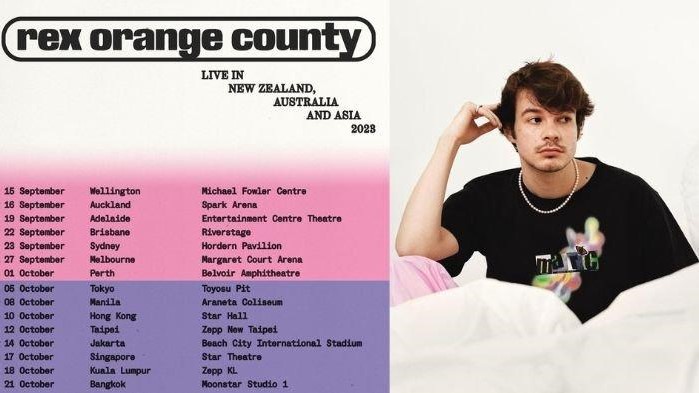 rex orange county
LIVE IN
NEW ZEALAND,
AUSTRALIA
AND ASIA
2023
15 September Wellington Michael Fowler Centre
16 September Auckland Spark Arena
19 September Adelaide Entertainment Centre Theatre
22 September Brisbane Riverstage
23 September Sydney Hordern Pavilion
27 September Melbourne Margaret Court Arena
01 October Perth Belvoir Amphitheatre
05 October Tokyo Toyosu Pit
08 October Manila Araneta Coliseum
10 October Hong Kong Star Hall
12 October Taipei Zepp New Taipei
14 October Jakarta Beach City International Stadium
17 October Singapore Star Theatre
18 October Kuala Lumpur Zepp KL
21 October Bangkok Moonstar Studio 1